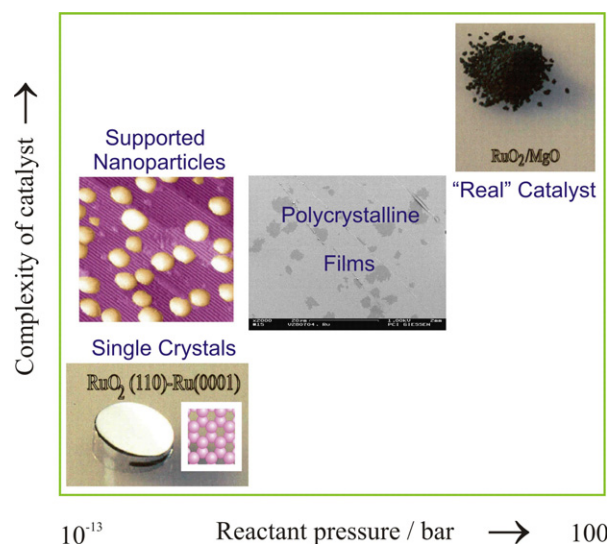 Complexity of catalyst →
RuO₂/MgO
"Real" Catalyst
Supported
Nanoparticles
Polycrystalline
Films
Single Crystals
RuO₂ (110)-Ru(0001)
10⁻¹³ Reactant pressure / bar → 100